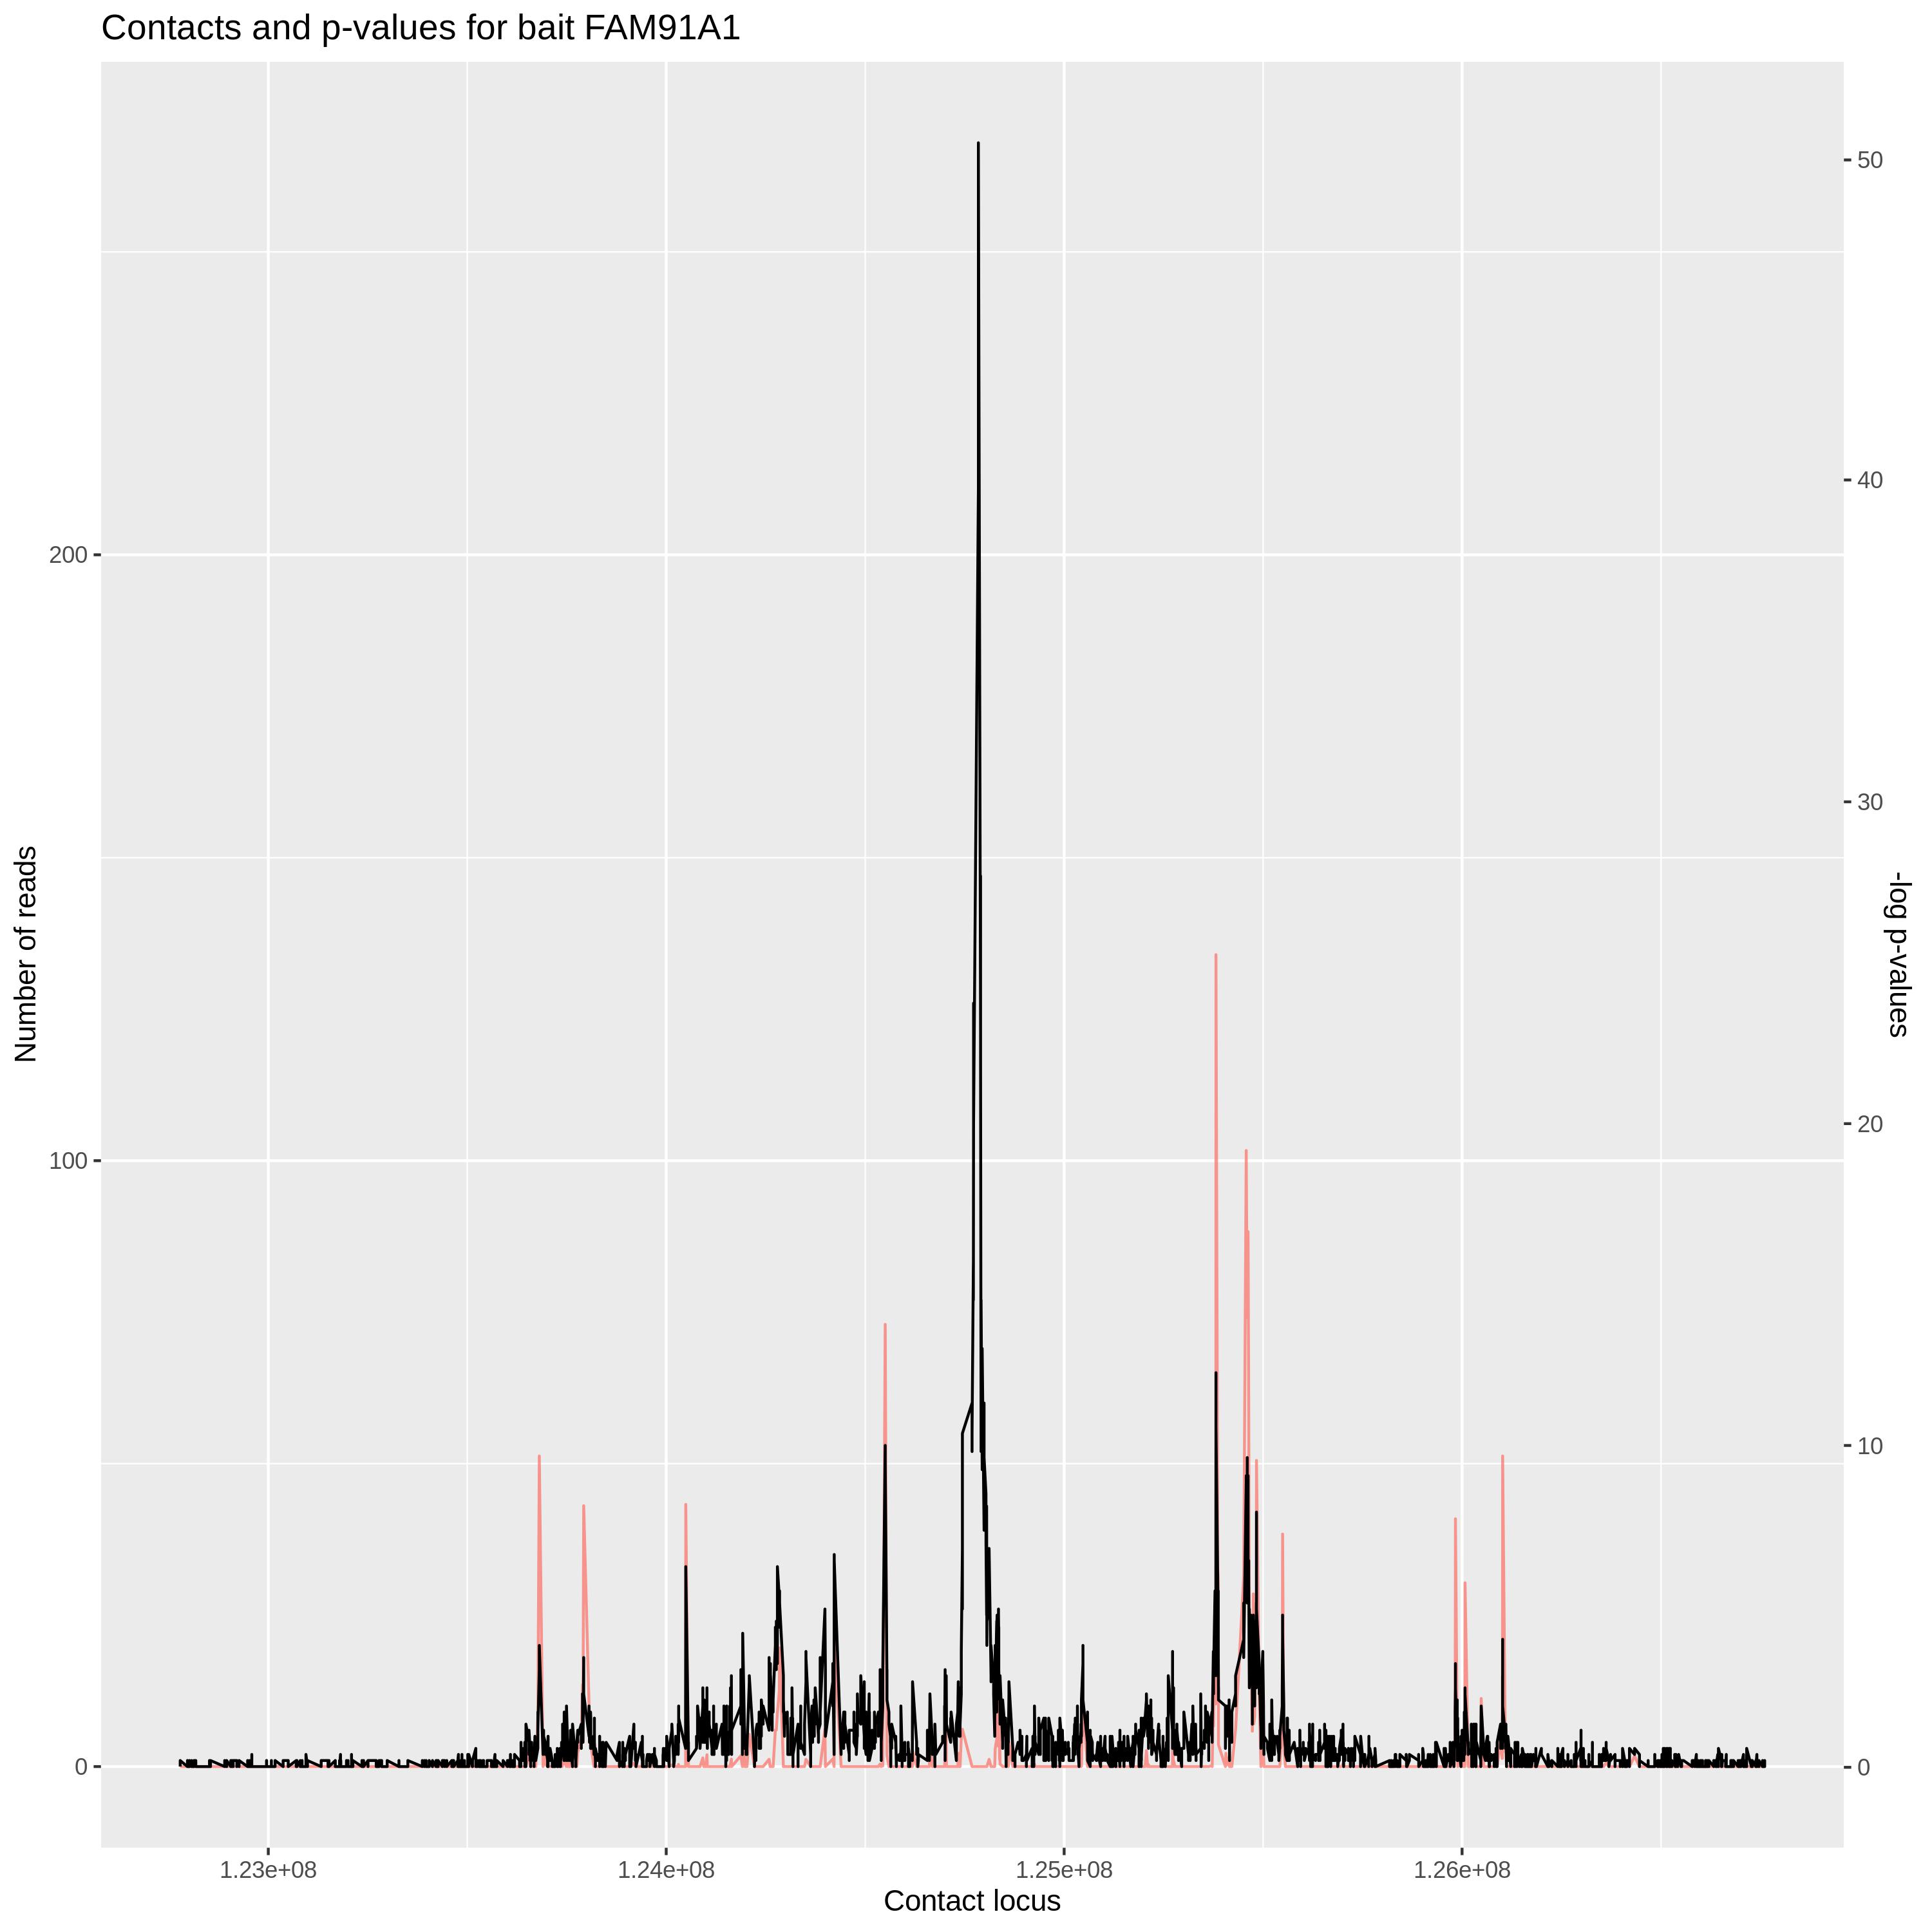 Contacts and p-values for bait FAM91A1
Number of reads
200
100
0
50
40
30
20
10
0
-log p-values
1.23e+08
1.24e+08
1.25e+08
1.26e+08
Contact locus